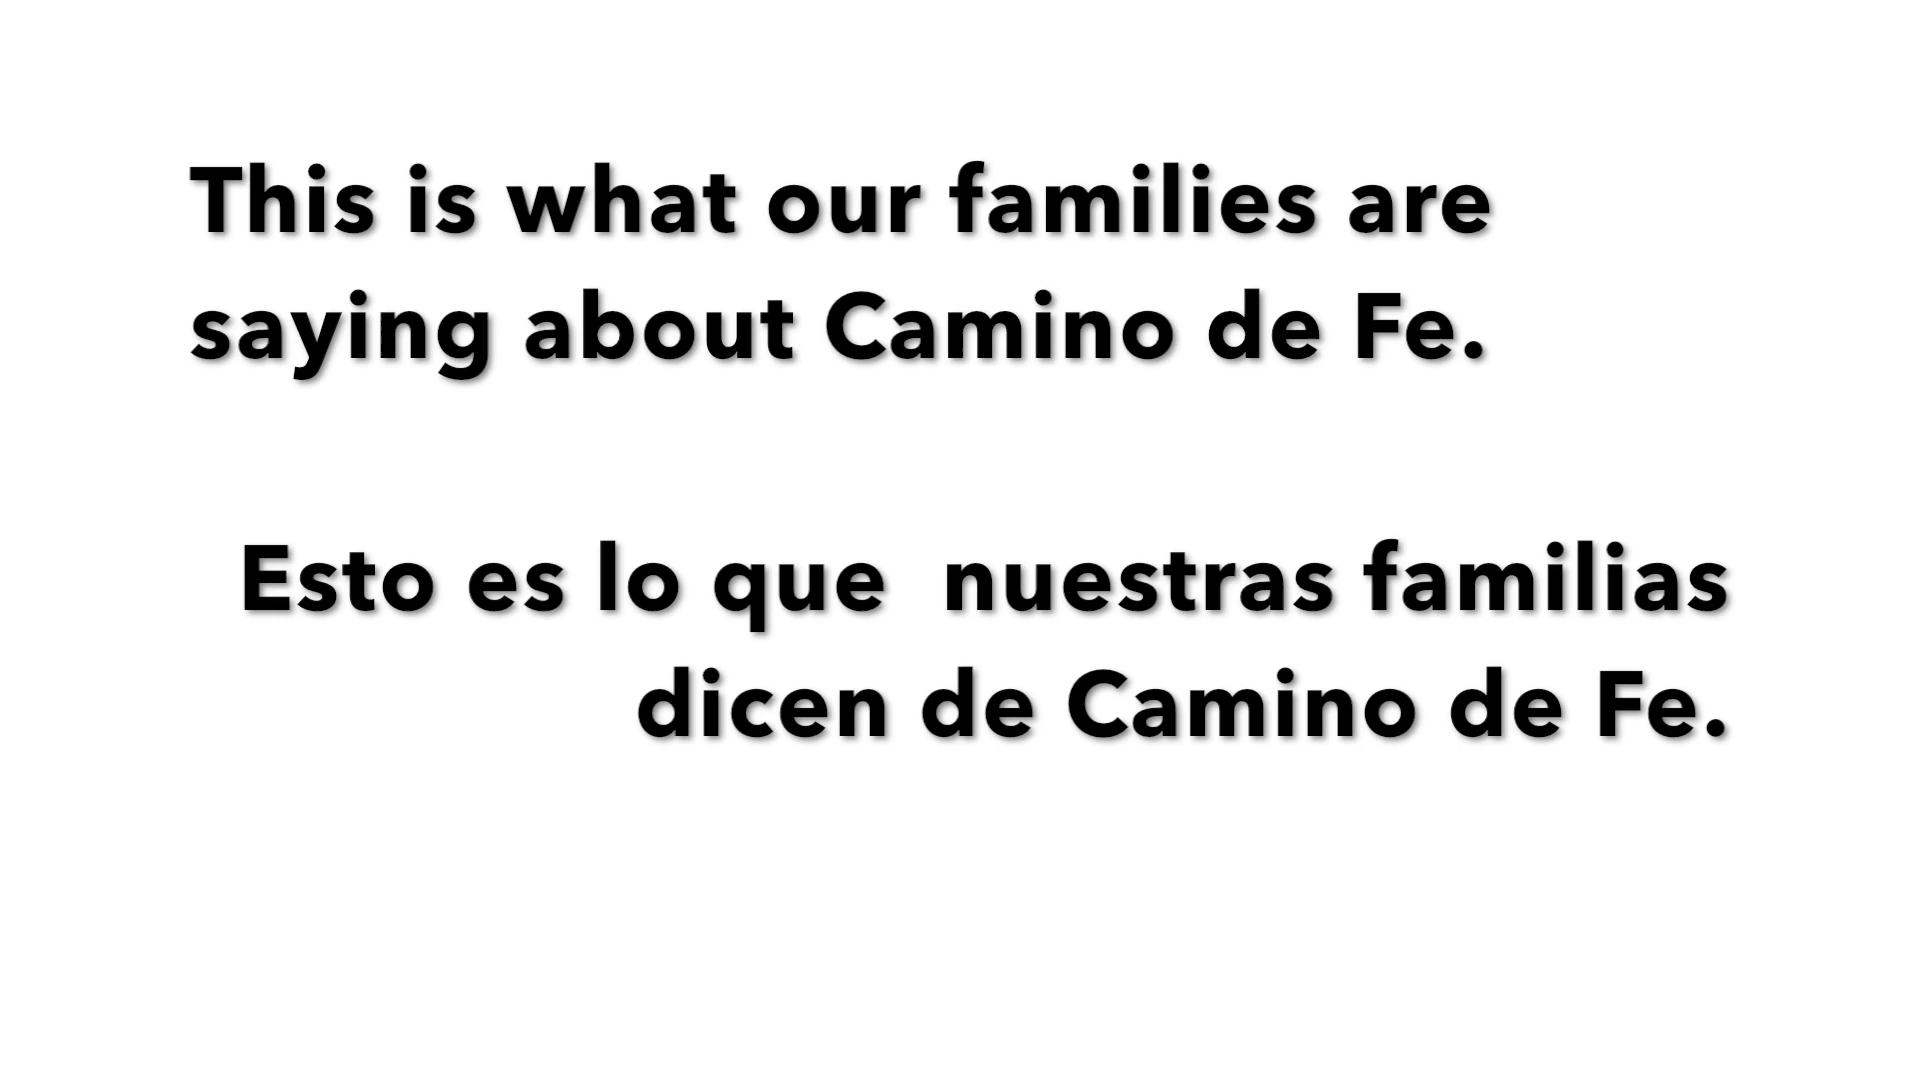 This is what our families are
saying about Camino de Fe.
Esto es lo que  nuestras familias
dicen de Camino de Fe.